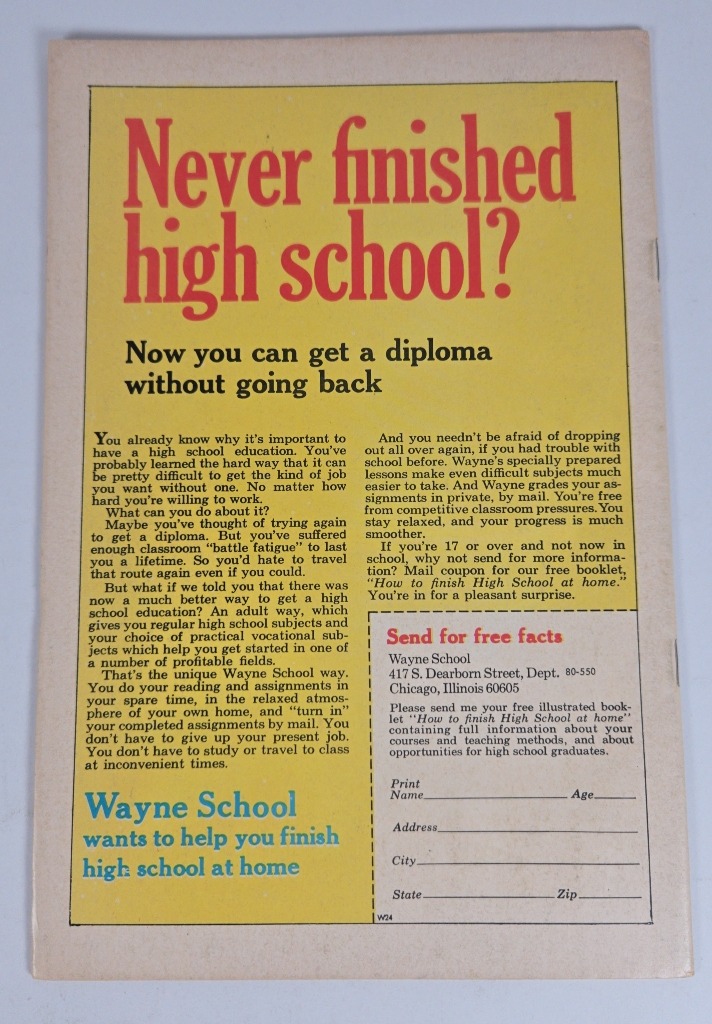 Never finished
high school?
Now you can get a diploma
without going back
You already know why it's important to
have a high school education. You've
probably learned the hard way that it can
be pretty difficult to get the kind of job
you want without one. No matter how
hard you're willing to work.
What can you do about it?
Maybe you've thought of trying again
to get a diploma. But you've suffered
enough classroom "battle fatigue" to last
you a lifetime. So you'd hate to travel
that route again even if you could.
But what if we told you that there was
now a much better way to get a high
school education? An adult way, which
gives you regular high school subjects and
your choice of practical vocational sub-
jects which help you get started in one of
a number of profitable fields.
That's the unique Wayne School way.
You do your reading and assignments in
your spare time, in the relaxed atmos-
phere of your own home, and "turn in"
your completed assignments by mail. You
don't have to give up your present job.
You don't have to study or travel to class
at inconvenient times.
Wayne School
wants to help you finish
high school at home
And you needn't be afraid of dropping
out all over again, if you had trouble with
school before. Wayne's specially prepared
lessons make even difficult subjects much
easier to take. And Wayne grades your as-
signments in private, by mail. You're free
from competitive classroom pressures. You
stay relaxed, and your progress is much
smoother.
If you're 17 or over and not now in
school, why not send for more informa-
tion? Mail coupon for our free booklet,
"How to finish High School at home."
You're in for a pleasant surprise.
Send for free facts
Wayne School
417 S. Dearborn Street, Dept. 80-550
Chicago, Illinois 60605
Please send me your free illustrated book-
let "How to finish High School at home"
containing full information about your
courses and teaching methods, and about
opportunities for high school graduates.
Print
Name Age
Address
City
State Zip
W24